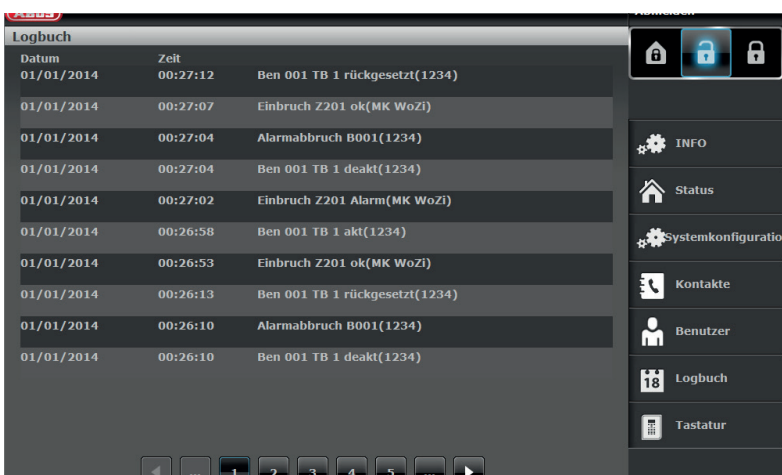 ABUS
Abmelden
Logbuch
Datum Zeit
01/01/2014 00:27:12 Ben 001 TB 1 rückgesetzt(1234)
01/01/2014 00:27:07 Einbruch Z201 ok(MK WoZi)
01/01/2014 00:27:04 Alarmabbruch B001(1234)
01/01/2014 00:27:04 Ben 001 TB 1 deakt(1234)
01/01/2014 00:27:02 Einbruch Z201 Alarm(MK WoZi)
01/01/2014 00:26:58 Ben 001 TB 1 akt(1234)
01/01/2014 00:26:53 Einbruch Z201 ok(MK WoZi)
01/01/2014 00:26:13 Ben 001 TB 1 rückgesetzt(1234)
01/01/2014 00:26:10 Alarmabbruch B001(1234)
01/01/2014 00:26:10 Ben 001 TB 1 deakt(1234)
... 1 2 3 4 5 ...
INFO
Status
Systemkonfiguratio
Kontakte
Benutzer
18 Logbuch
Tastatur